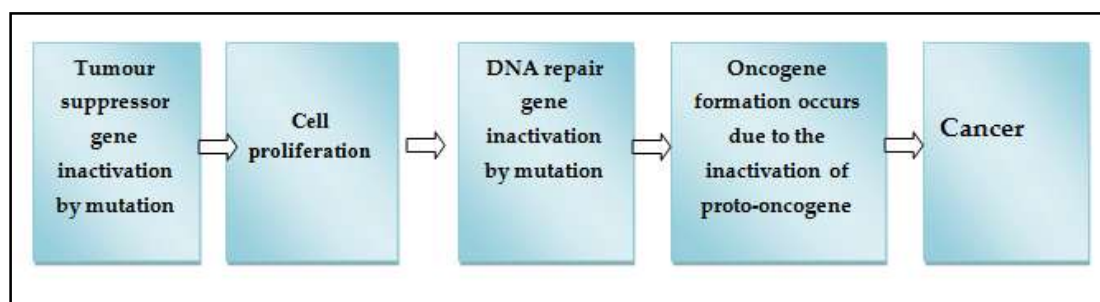 Tumour
suppressor
gene
inactivation
by mutation
Cell
proliferation
DNA repair
gene
inactivation
by mutation
Oncogene
formation occurs
due to the
inactivation of
proto-oncogene
Cancer